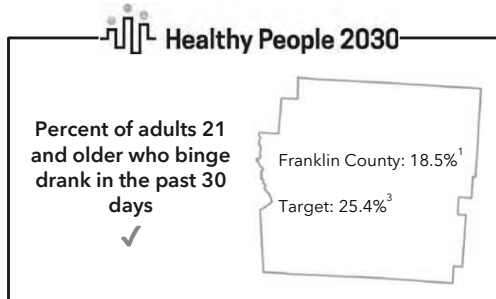 Healthy People 2030
Percent of adults 21
and older who binge
drank in the past 30
days
✓
Franklin County: 18.5%¹
Target: 25.4%³